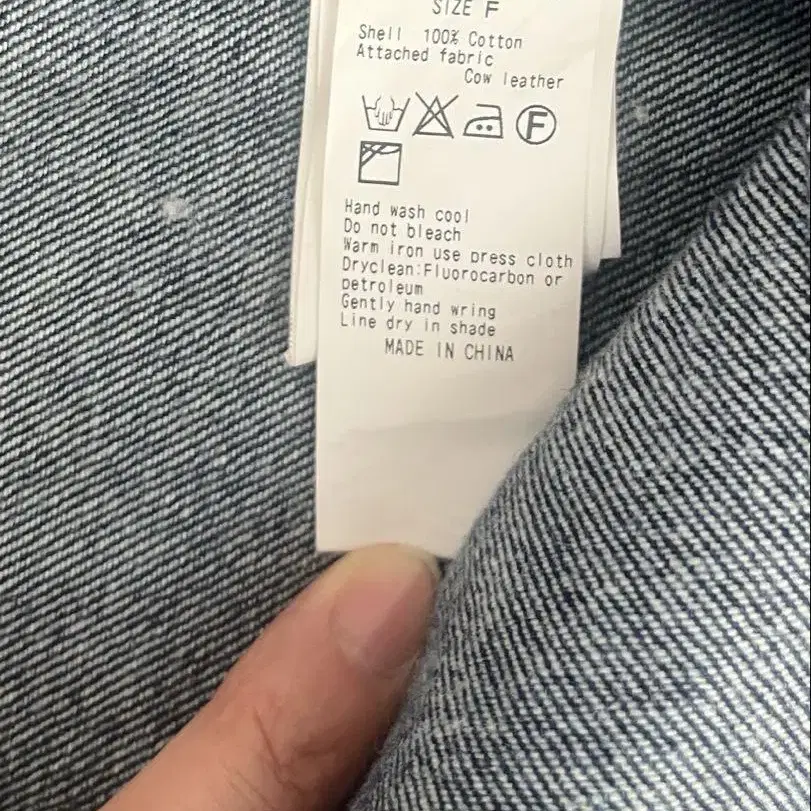 SIZE F
Shell 100% Cotton
Attached fabric
Cow leather
F
Hand wash cool
Do not bleach
Warm iron use press cloth
Dryclean:Fluorocarbon or
petroleum
Gently hand wring
Line dry in shade
MADE IN CHINA